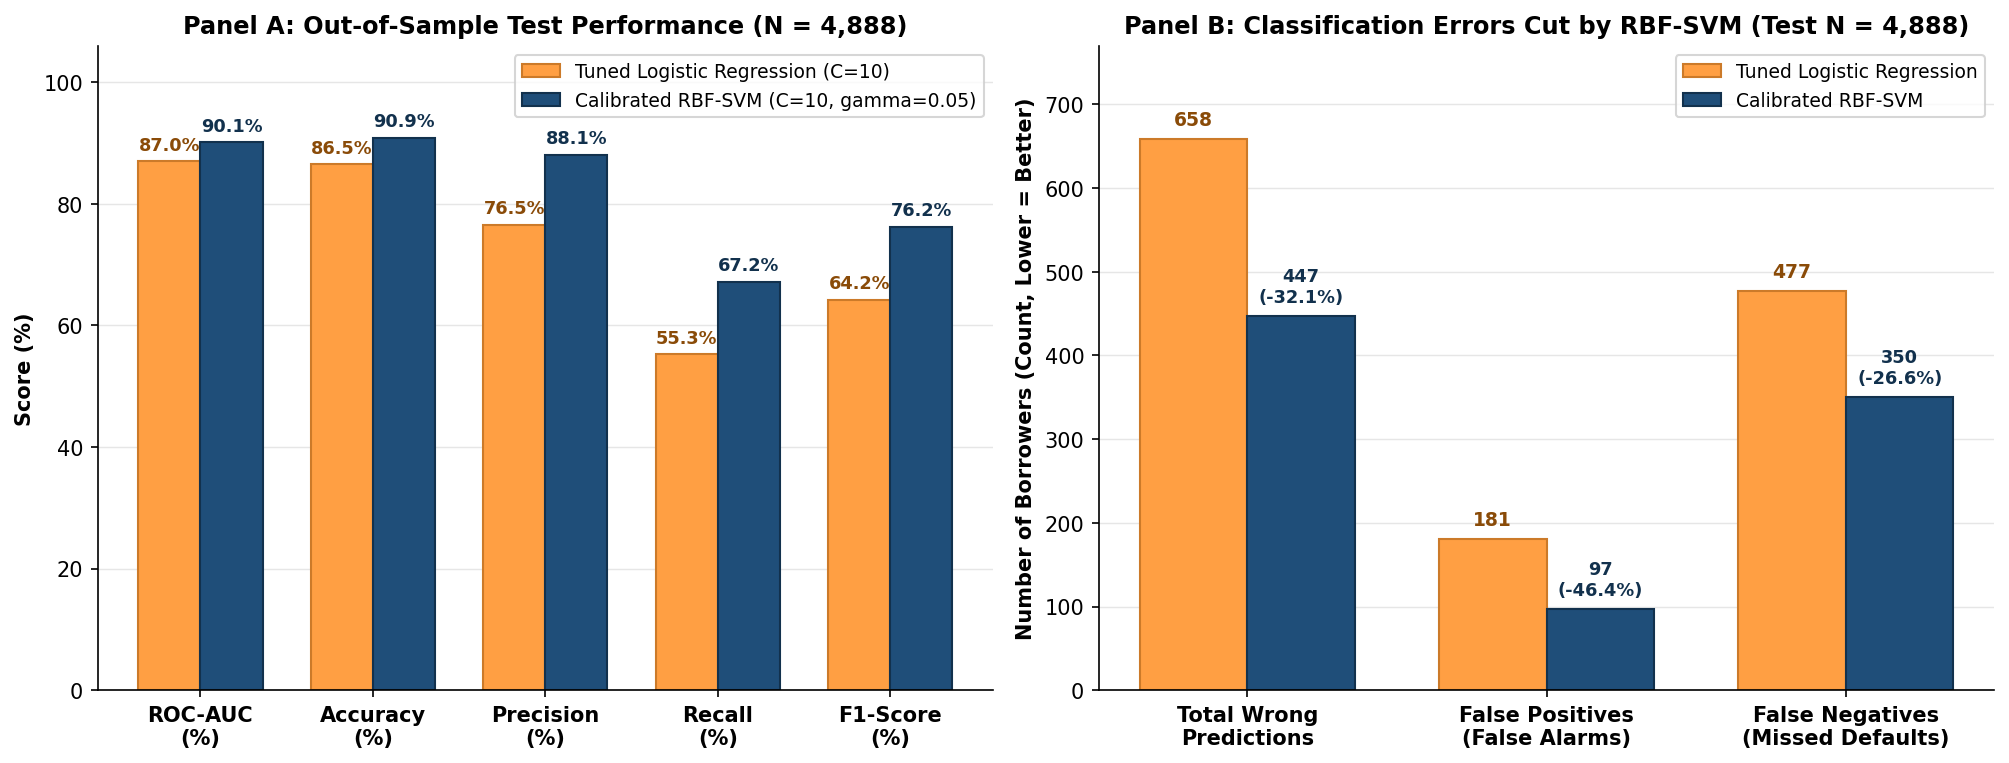 Panel A: Out-of-Sample Test Performance (N = 4,888)
Tuned Logistic Regression (C=10)
Calibrated RBF-SVM (C=10, gamma=0.05)
Score (%)
100
80
60
40
20
0
87.0%
90.1%
86.5%
90.9%
76.5%
88.1%
55.3%
67.2%
64.2%
76.2%
ROC-AUC
(%)
Accuracy
(%)
Precision
(%)
Recall
(%)
F1-Score
(%)
Panel B: Classification Errors Cut by RBF-SVM (Test N = 4,888)
Tuned Logistic Regression
Calibrated RBF-SVM
Number of Borrowers (Count, Lower = Better)
700
600
500
400
300
200
100
0
658
447
(-32.1%)
181
97
(-46.4%)
477
350
(-26.6%)
Total Wrong
Predictions
False Positives
(False Alarms)
False Negatives
(Missed Defaults)